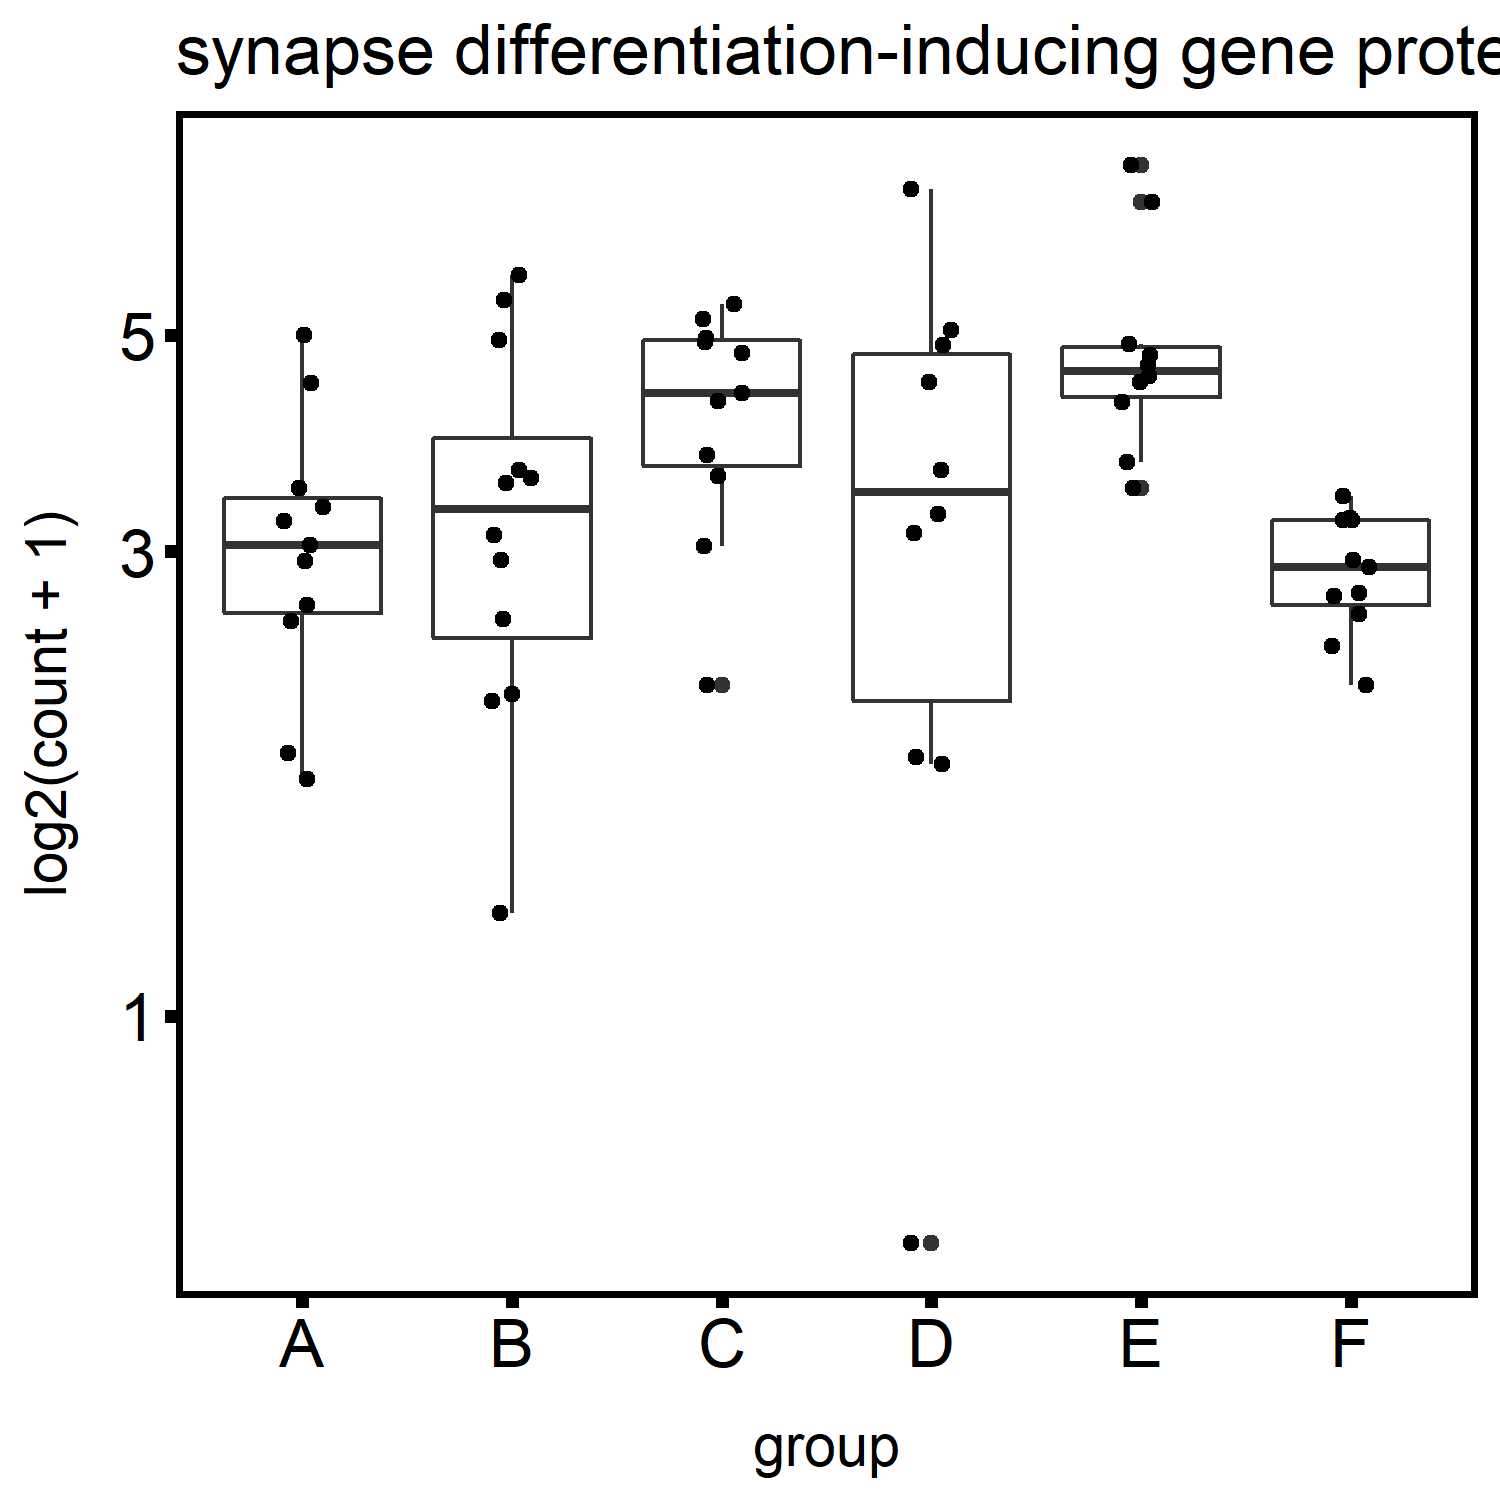 synapse differentiation-inducing gene prote
log2(count + 1)
5
3
1
A B C D E F
group